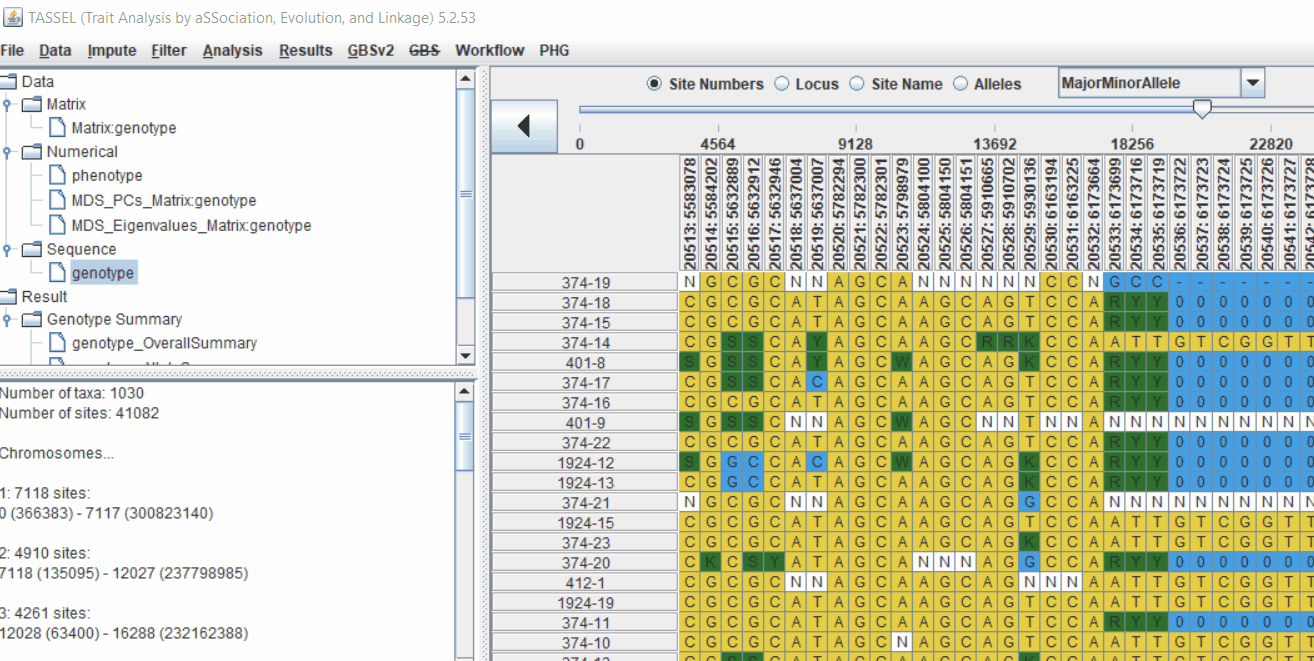 TASSEL (Trait Analysis by aSSociation, Evolution, and Linkage) 5.2.53
File Data Impute Filter Analysis Results GBSv2 GBS Workflow PHG
Data
Matrix
Matrix:genotype
Numerical
phenotype
MDS_PCs_Matrix:genotype
MDS_Eigenvalues_Matrix:genotype
Sequence
genotype
Result
Genotype Summary
genotype_OverallSummary
Number of taxa: 1030
Number of sites: 41082
Chromosomes...
1: 7118 sites:
0 (366383) - 7117 (300823140)
2: 4910 sites:
7118 (135095) - 12027 (237798985)
3: 4261 sites:
12028 (63400) - 16288 (232162388)
Site Numbers Locus Site Name Alleles MajorMinorAllele
0 4564 9128 13692 18256 22820
20513: 5583078
20514: 5584202
20515: 5632889
20516: 5632912
20517: 5632946
20518: 5637004
20519: 5637007
20520: 5782294
20521: 5782300
20522: 5782301
20523: 5798979
20524: 5804100
20525: 5804150
20526: 5804151
20527: 5910665
20528: 5910702
20529: 5930136
20530: 6163194
20531: 6163225
20532: 6173664
20533: 6173699
20534: 6173716
20535: 6173719
20536: 6173722
20537: 6173723
20538: 6173724
20539: 6173725
20540: 6173726
20541: 6173727
374-19 N G C G C N N A G C A N N N N N N C C N G C C - - - - - -
374-18 C G C G C A T A G C A A G C A G T C C A R Y Y 0 0 0 0 0 0
374-15 C G C G C A T A G C A A G C A G T C C A R Y Y 0 0 0 0 0 0
374-14 C G S S C A Y A G C A A G C R R K C C A A T T G T C G G T T
401-8 S G S S C A Y A G C W A G C A G K C C A R Y Y 0 0 0 0 0 0
374-17 C G S S C A C A G C A A G C A G T C C A R Y Y 0 0 0 0 0 0
374-16 C G C G C A T A G C A A G C A G T C C A R Y Y 0 0 0 0 0 0
401-9 S G S S C N N A G C W A G C N N T N N A N N N N N N N N N
374-22 C G C G C A T A G C A A G C A G T C C A R Y Y 0 0 0 0 0 0
1924-12 S G G C C A C A G C W A G C A G K C C A R Y Y 0 0 0 0 0 0
1924-13 C G G C C A T A G C A A G C A G K C C A R Y Y 0 0 0 0 0 0
374-21 N G C G C N N A G C A A G C A G G C C A N N N N N N N N N
1924-15 C G C G C A T A G C A A G C A G T C C A A T T G T C G G T T
374-23 C G C G C A T A G C A A G C A G K C C A A T T G T C G G T T
374-20 C K C S Y A T A G C A N N N A G G C C A R Y Y 0 0 0 0 0 0
412-1 C G C G C N N A G C A A G C A G N N N A A T T G T C G G T T
1924-19 C G C G C A T A G C A A G C A G T C C A A T T G T C G G T T
374-11 C G C G C A T A G C A A G C A G T C C A R Y Y 0 0 0 0 0 0
374-10 C G C G C A T A G C N A G C A G T C C A A T T G T C G G T T